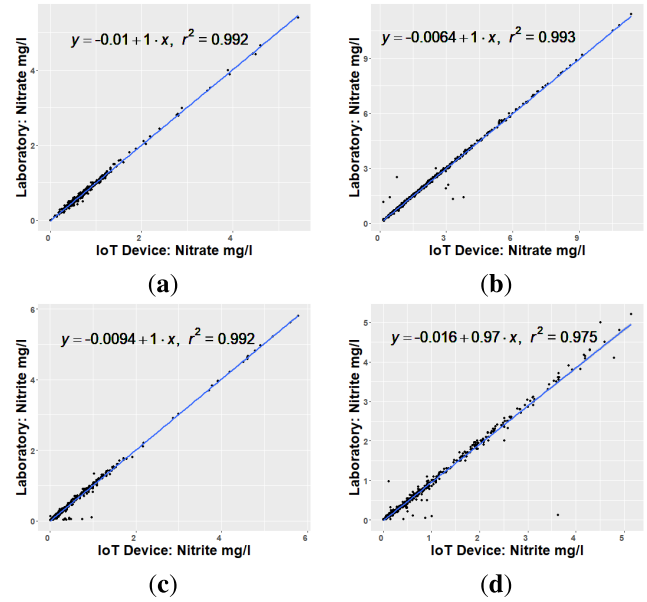 y = -0.01 + 1 · x, r² = 0.992
Laboratory: Nitrate mg/l
4
2
0
0 2 4
IoT Device: Nitrate mg/l
(a)
y = -0.0064 + 1 · x, r² = 0.993
Laboratory: Nitrate mg/l
9
6
3
0
0 3 6 9
IoT Device: Nitrate mg/l
(b)
y = -0.0094 + 1 · x, r² = 0.992
Laboratory: Nitrite mg/l
6
4
2
0
0 1 2 3 4 5 6
IoT Device: Nitrite mg/l
(c)
y = -0.016 + 0.97 · x, r² = 0.975
Laboratory: Nitrite mg/l
5
4
3
2
1
0
0 1 2 3 4 5
IoT Device: Nitrite mg/l
(d)